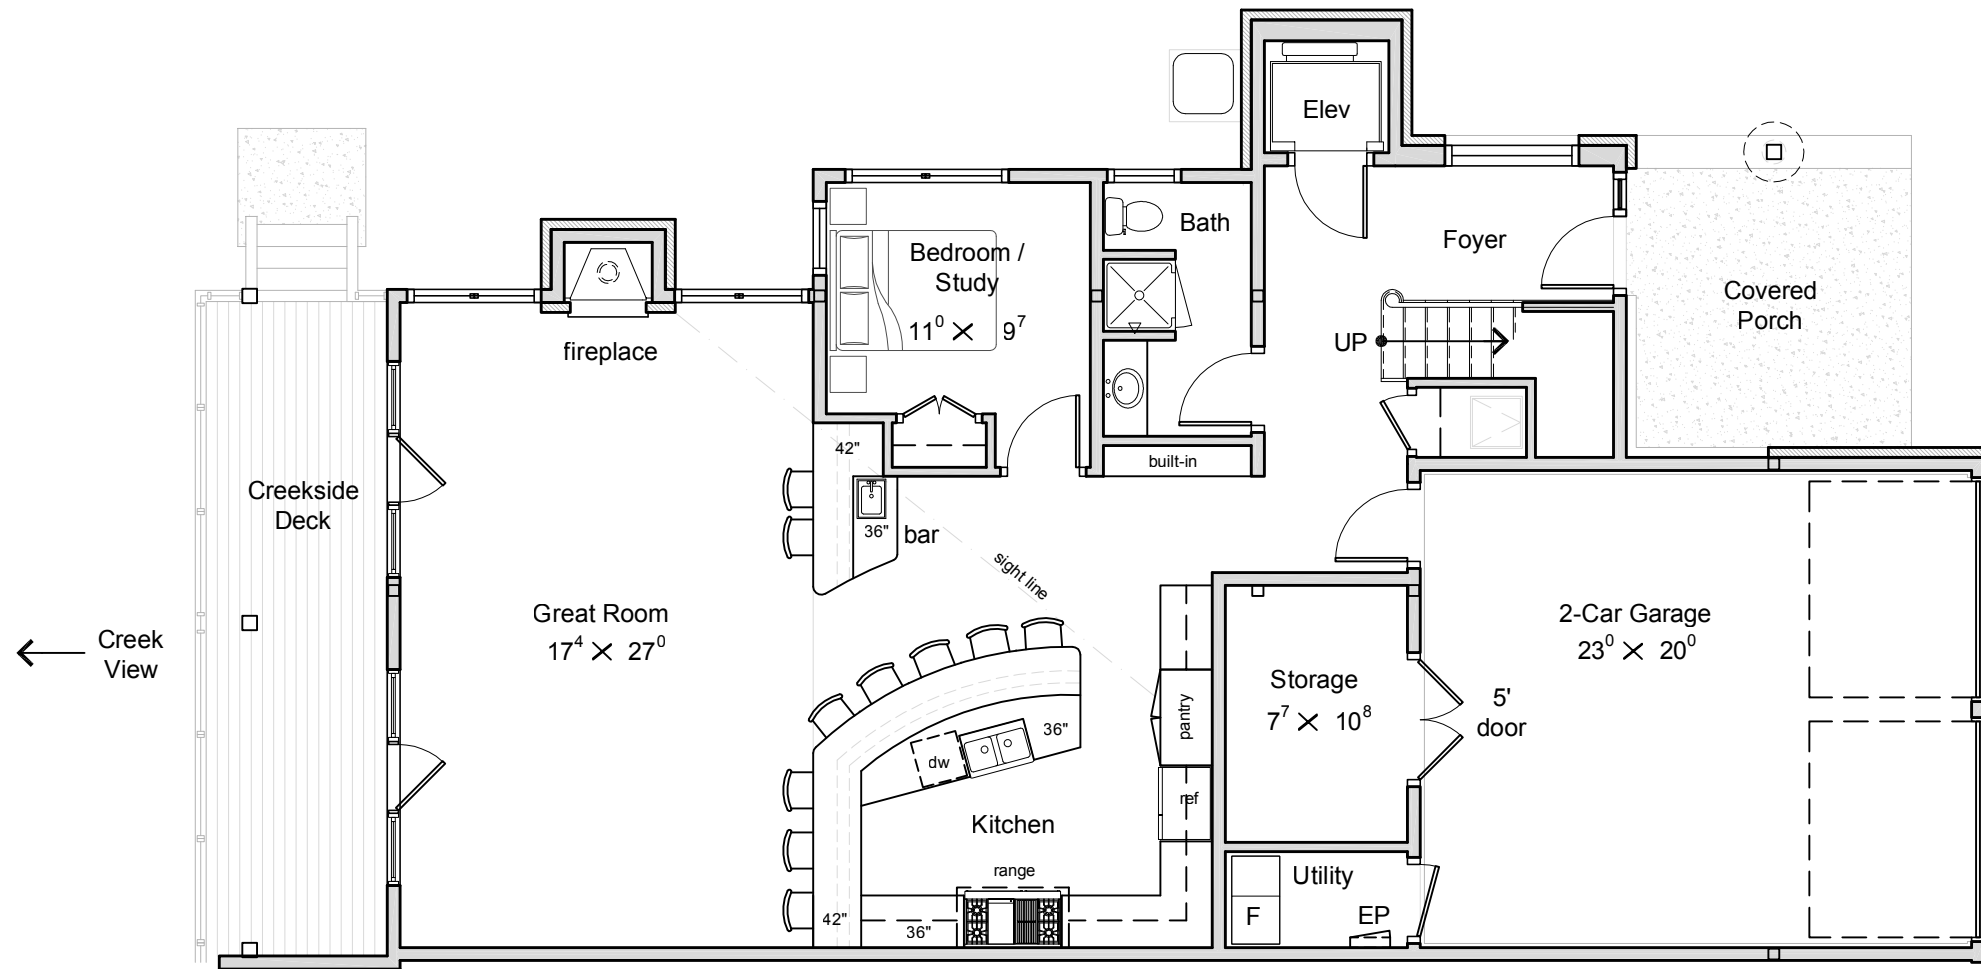 Elev
Bath
Foyer
Bedroom /
Study
11⁰ X 9⁷
Covered
Porch
UP
fireplace
42"
built-in
Creekside
Deck
36"
bar
sight line
Great Room
17⁴ X 27⁰
2-Car Garage
23⁰ X 20⁰
Creek
View
Storage
7⁷ X 10⁸
5'
door
pantry
36"
dw
ref
Kitchen
range
Utility
F
EP
42"
36"